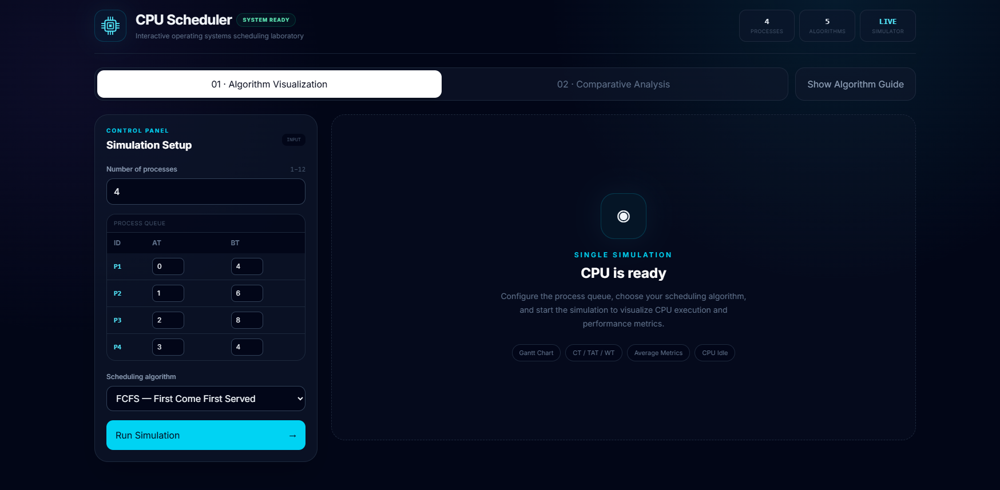 CPU Scheduler
SYSTEM READY
Interactive operating systems scheduling laboratory
4
PROCESSES
5
ALGORITHMS
LIVE
SIMULATOR
01 · Algorithm Visualization
02 · Comparative Analysis
Show Algorithm Guide
CONTROL PANEL
Simulation Setup
INPUT
Number of processes
1–12
4
PROCESS QUEUE
ID AT BT
P1 0 4
P2 1 6
P3 2 8
P4 3 4
Scheduling algorithm
FCFS — First Come First Served
Run Simulation →
SINGLE SIMULATION
CPU is ready
Configure the process queue, choose your scheduling algorithm,
and start the simulation to visualize CPU execution and
performance metrics.
Gantt Chart
CT / TAT / WT
Average Metrics
CPU Idle